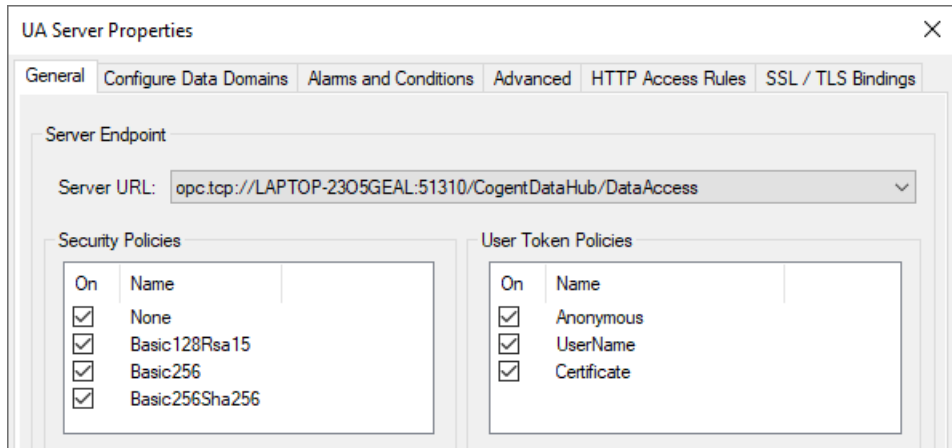 UA Server Properties
General Configure Data Domains Alarms and Conditions Advanced HTTP Access Rules SSL / TLS Bindings
Server Endpoint
Server URL: opc.tcp://LAPTOP-23O5GEAL:51310/CogentDataHub/DataAccess
Security Policies
On Name
None
Basic128Rsa15
Basic256
Basic256Sha256
User Token Policies
On Name
Anonymous
UserName
Certificate